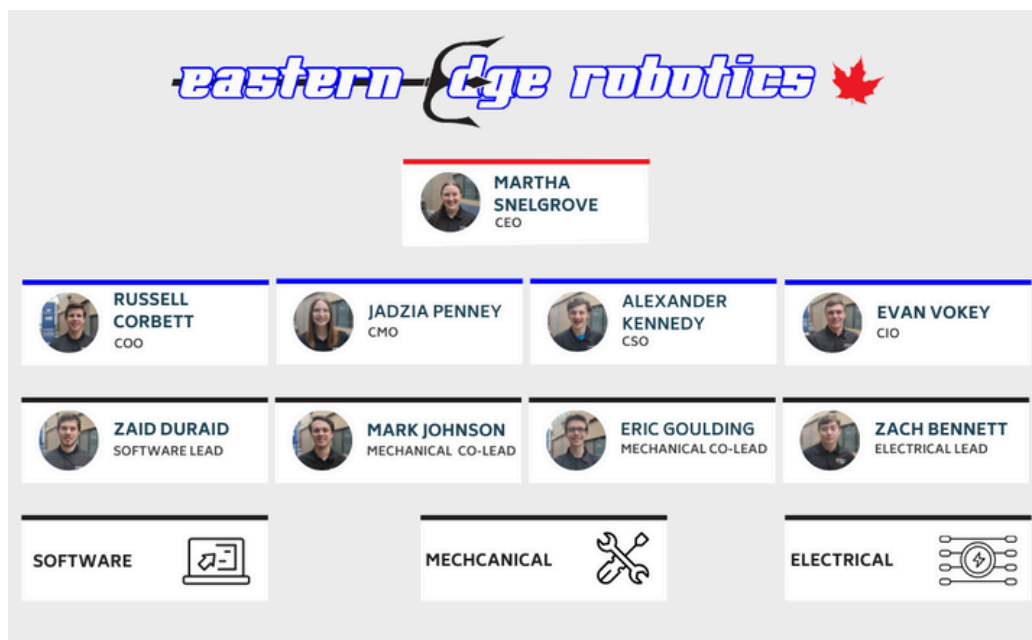 eastern Edge robotics
MARTHA
SNELGROVE
CEO
RUSSELL
CORBETT
COO
JADZIA PENNEY
CMO
ALEXANDER
KENNEDY
CSO
EVAN VOKEY
CIO
ZAID DURAID
SOFTWARE LEAD
MARK JOHNSON
MECHANICAL CO-LEAD
ERIC GOULDING
MECHANICAL CO-LEAD
ZACH BENNETT
ELECTRICAL LEAD
SOFTWARE
MECHCANICAL
ELECTRICAL